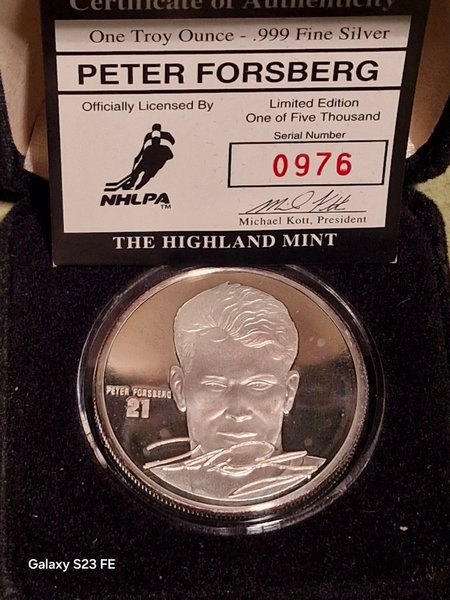 Certificate of Authenticity
One Troy Ounce - .999 Fine Silver
PETER FORSBERG
Officially Licensed By
NHLPA™
Limited Edition
One of Five Thousand
Serial Number
0976
Michael Kott, President
THE HIGHLAND MINT
PETER FORSBERG
21
Galaxy S23 FE